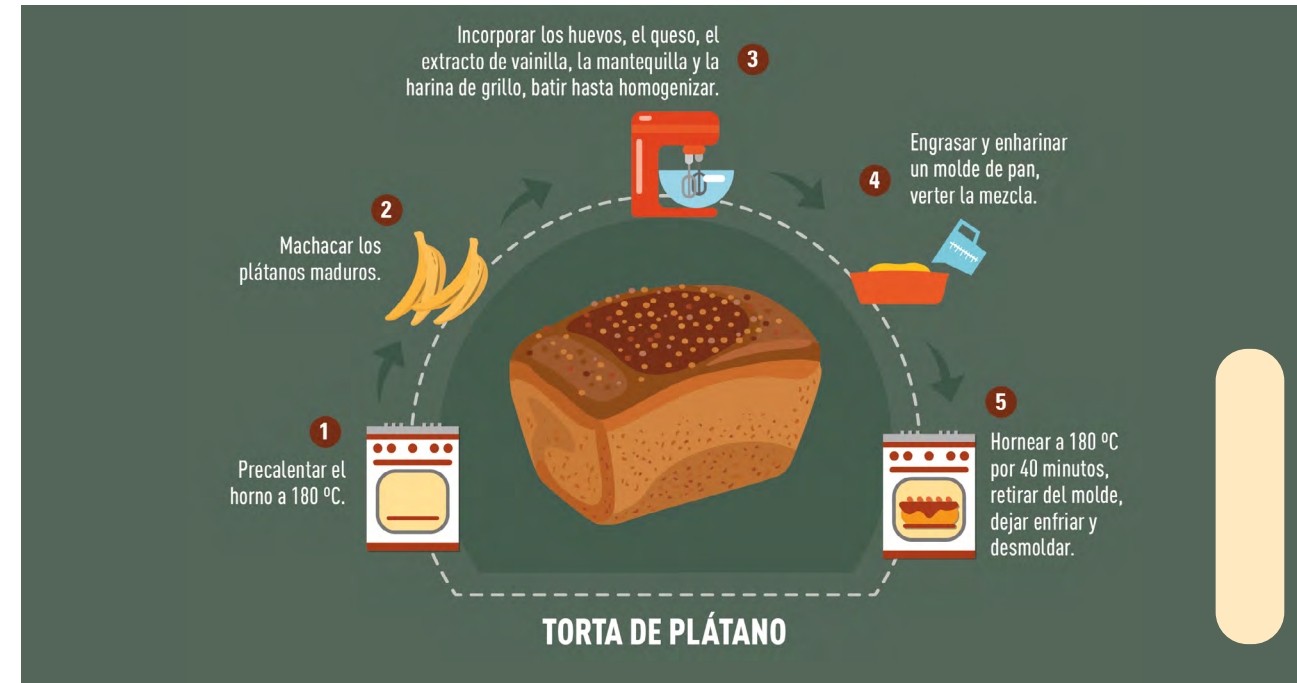 1
Precalentar el
horno a 180 ºC.
2
Machacar los
plátanos maduros.
3
Incorporar los huevos, el queso, el
extracto de vainilla, la mantequilla y la
harina de grillo, batir hasta homogenizar.
4
Engrasar y enharinar
un molde de pan,
verter la mezcla.
5
Hornear a 180 ºC
por 40 minutos,
retirar del molde,
dejar enfriar y
desmoldar.
TORTA DE PLÁTANO